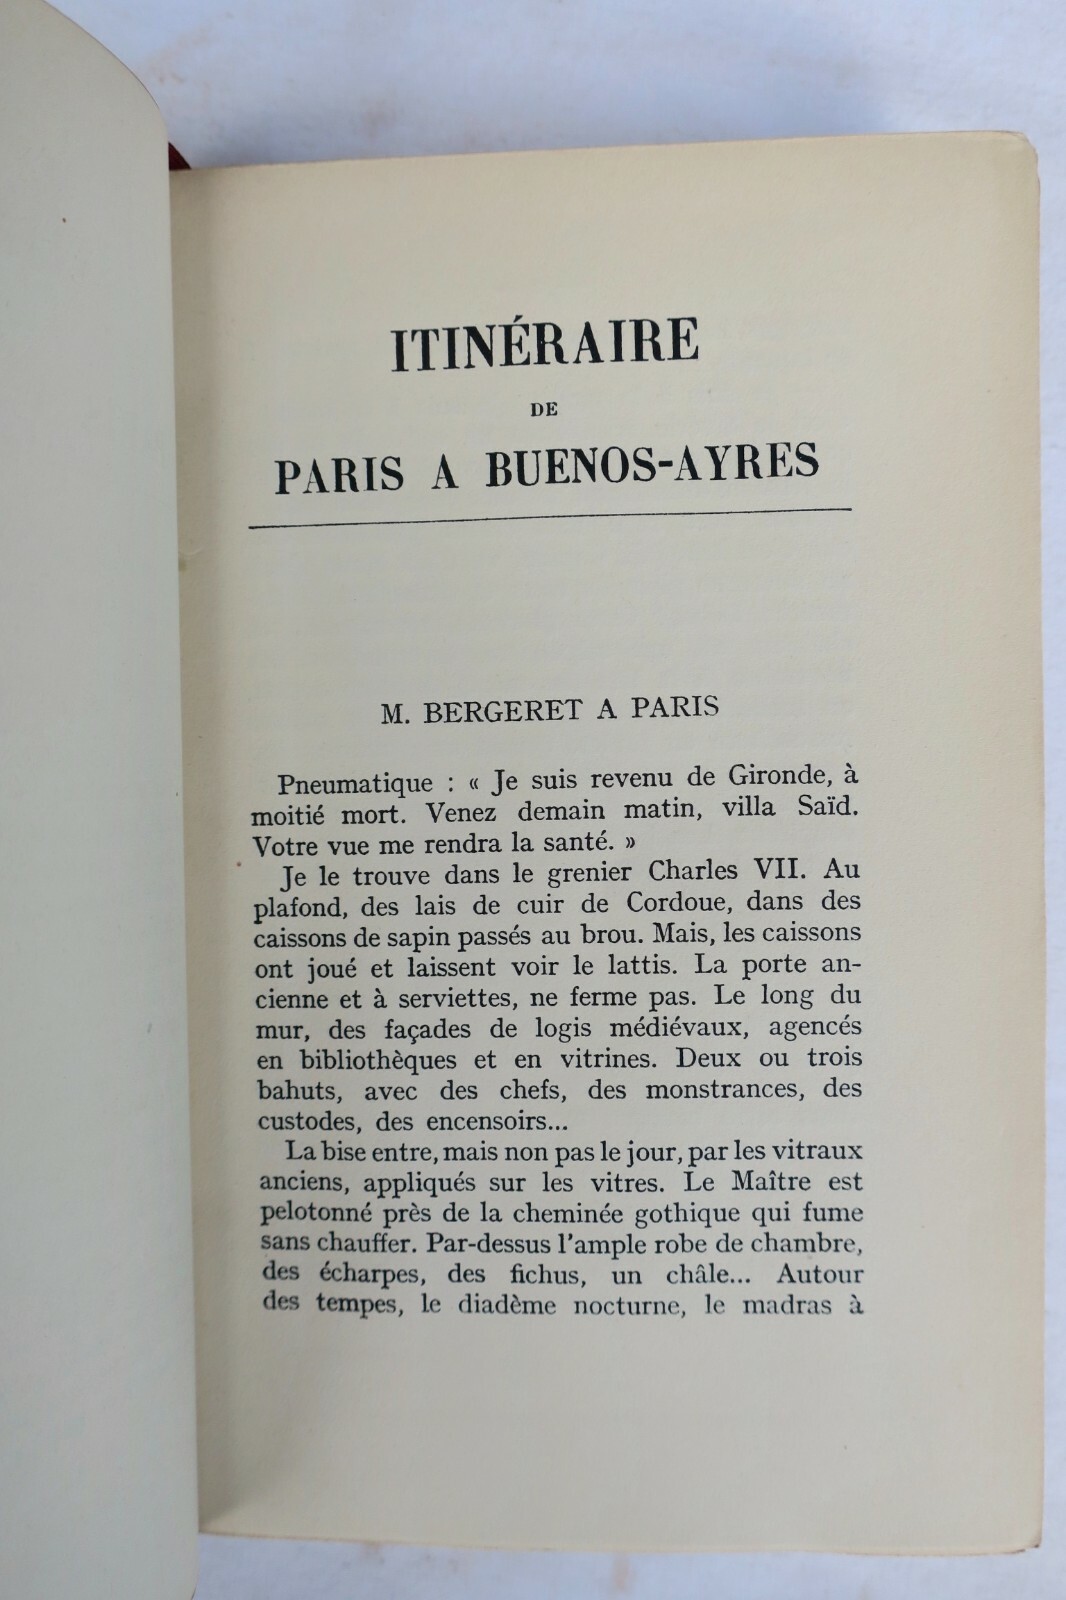 ITINÉRAIRE
DE
PARIS A BUENOS-AYRES
M. BERGERET A PARIS
Pneumatique : « Je suis revenu de Gironde, à
moitié mort. Venez demain matin, villa Saïd.
Votre vue me rendra la santé. »
Je le trouve dans le grenier Charles VII. Au
plafond, des lais de cuir de Cordoue, dans des
caissons de sapin passés au brou. Mais, les caissons
ont joué et laissent voir le lattis. La porte an-
cienne et à serviettes, ne ferme pas. Le long du
mur, des façades de logis médiévaux, agencés
en bibliothèques et en vitrines. Deux ou trois
bahuts, avec des chefs, des monstrances, des
custodes, des encensoirs...
La bise entre, mais non pas le jour, par les vitraux
anciens, appliqués sur les vitres. Le Maître est
pelotonné près de la cheminée gothique qui fume
sans chauffer. Par-dessus l'ample robe de chambre,
des écharpes, des fichus, un châle... Autour
des tempes, le diadème nocturne, le madras à